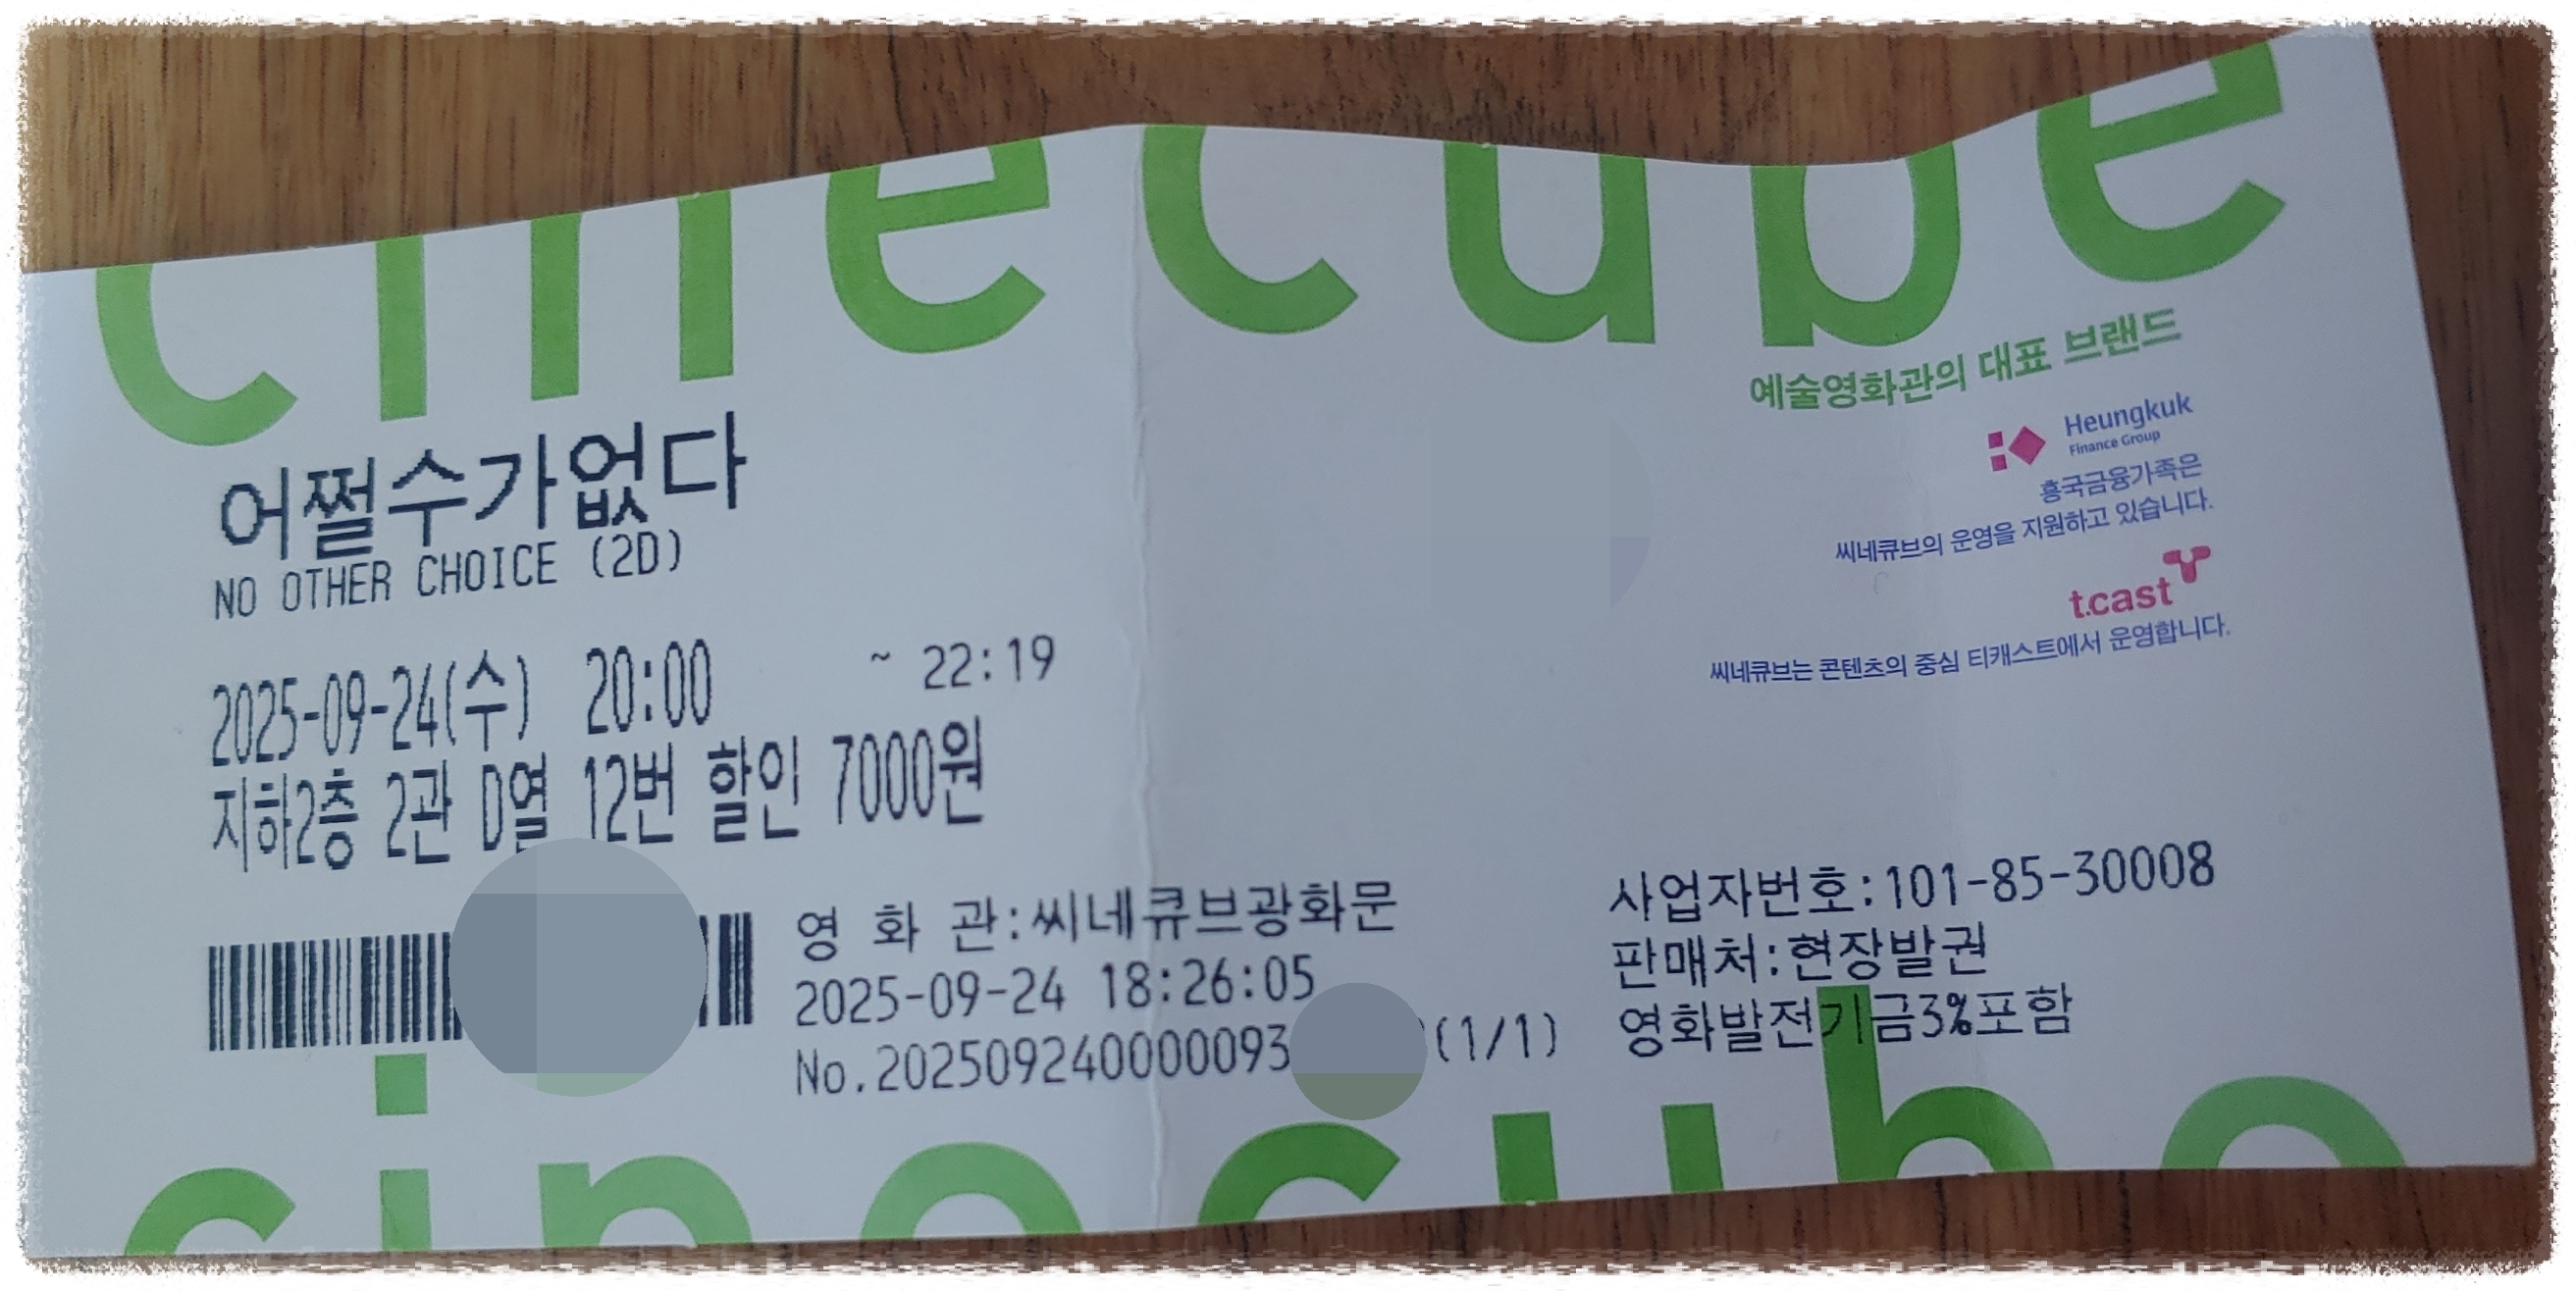 cinecube
예술영화관의 대표 브랜드
Heungkuk
Finance Group
흥국금융가족은
씨네큐브의 운영을 지원하고 있습니다.
t.cast
씨네큐브는 콘텐츠의 중심 티캐스트에서 운영합니다.
어쩔수가없다
NO OTHER CHOICE (2D)
2025-09-24(수) 20:00 ~ 22:19
지하2층 2관 D열 12번 할인 7000원
영 화 관:씨네큐브광화문
2025-09-24 18:26:05
No.202509240000093 (1/1)
사업자번호:101-85-30008
판매처:현장발권
영화발전기금3%포함
cinecube